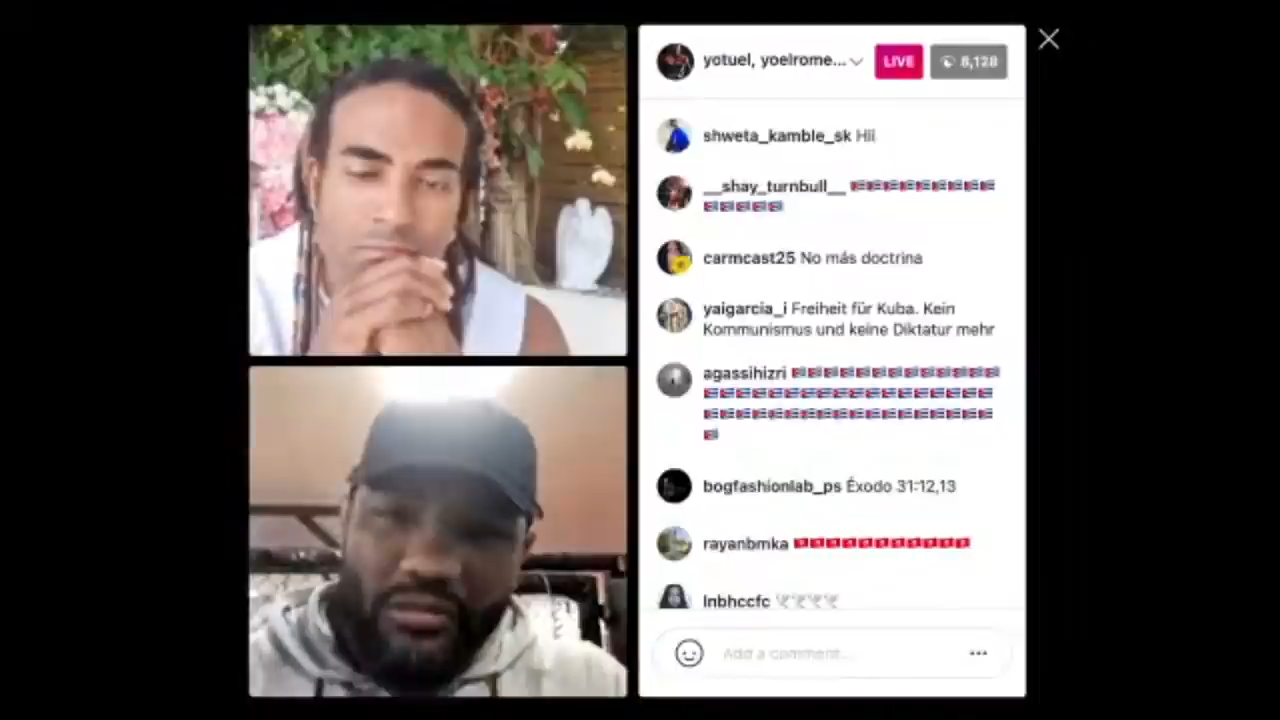 yotuel, yoelrome...
LIVE
8,128
shweta_kamble_sk Hii
__shay_turnbull__ 🇨🇺🇨🇺🇨🇺🇨🇺🇨🇺🇨🇺🇨🇺🇨🇺🇨🇺
🇨🇺🇨🇺🇨🇺🇨🇺🇨🇺
carmcast25 No más doctrina
yaigarcia_i Freiheit für Kuba. Kein
Kommunismus und keine Diktatur mehr
agassihizri 🇨🇺🇨🇺🇨🇺🇨🇺🇨🇺🇨🇺🇨🇺🇨🇺🇨🇺🇨🇺🇨🇺🇨🇺🇨🇺
🇨🇺🇨🇺🇨🇺🇨🇺🇨🇺🇨🇺🇨🇺🇨🇺🇨🇺🇨🇺🇨🇺🇨🇺🇨🇺🇨🇺🇨🇺🇨🇺🇨🇺🇨🇺
🇨🇺🇨🇺🇨🇺🇨🇺🇨🇺🇨🇺🇨🇺🇨🇺🇨🇺🇨🇺🇨🇺🇨🇺🇨🇺🇨🇺🇨🇺🇨🇺🇨🇺🇨🇺
🇨🇺
bogfashionlab_ps Éxodo 31:12,13
rayanbmka 🇹🇳🇹🇳🇹🇳🇹🇳🇹🇳🇹🇳🇹🇳🇹🇳🇹🇳🇹🇳🇹🇳
lnbhccfc 🕊🕊🕊🕊
Add a comment...